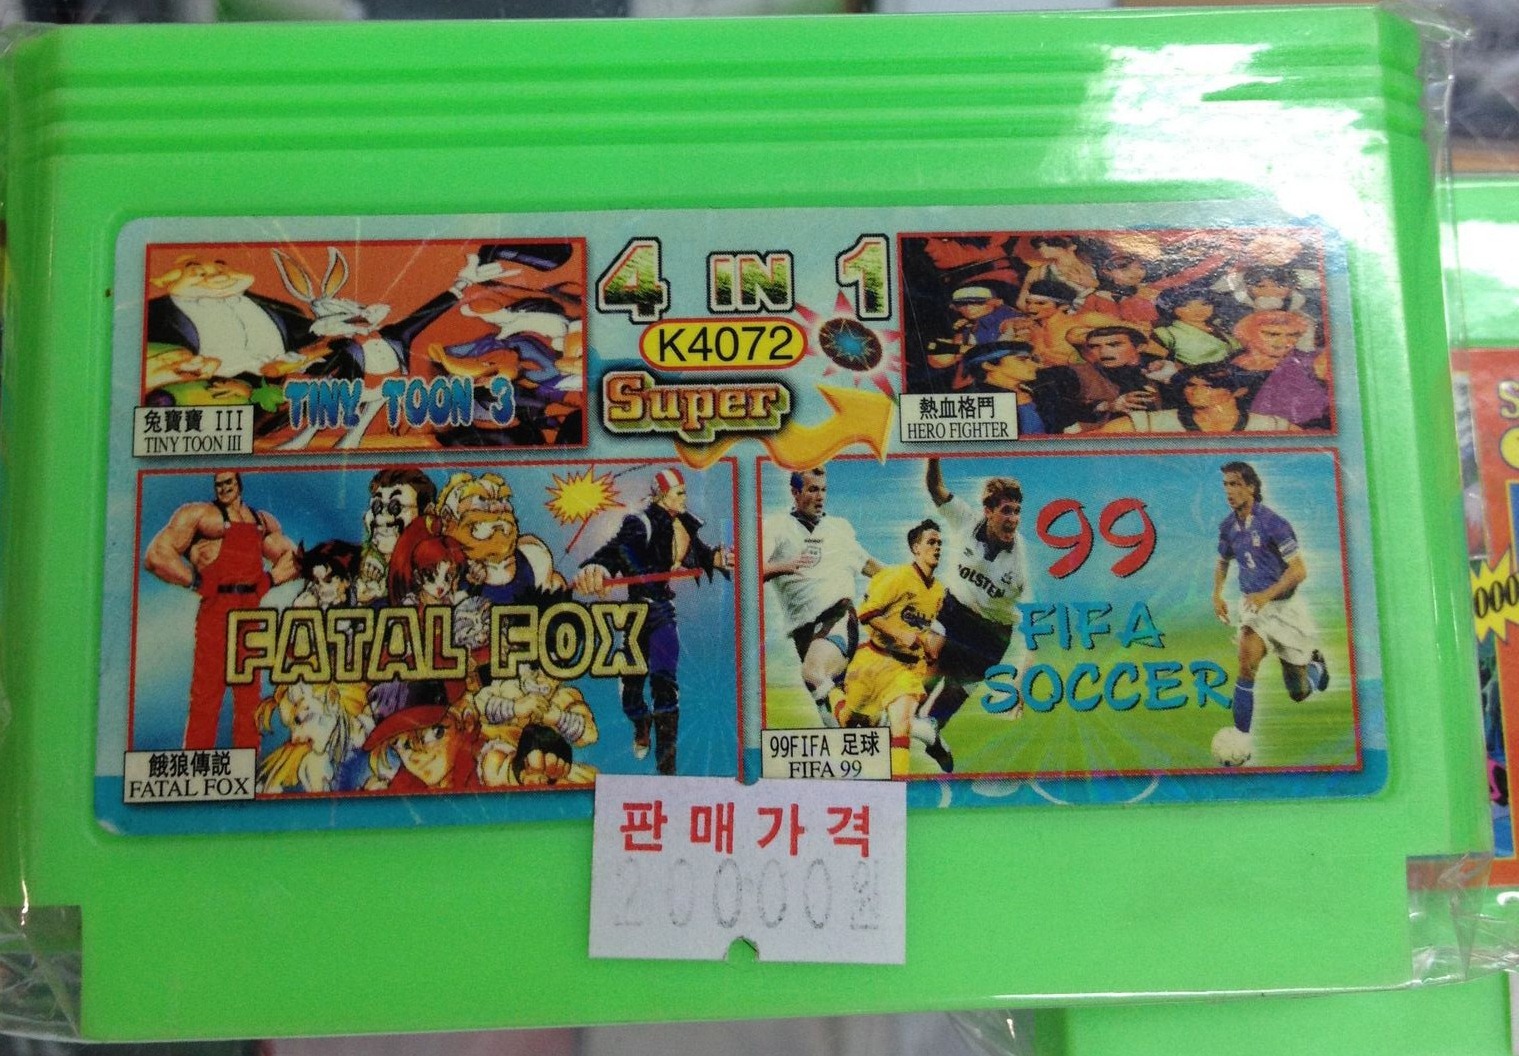 4 IN 1
K4072
Super
TINY TOON 3
兔寶寶 III
TINY TOON III
熱血格鬥
HERO FIGHTER
FATAL FOX
餓狼傳説
FATAL FOX
99
FIFA
SOCCER
HOLSTEN
99FIFA 足球
FIFA 99
판매가격
20000원